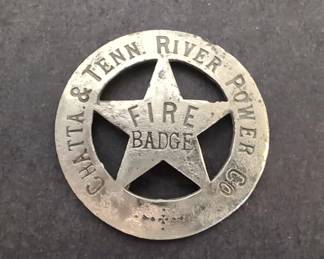 CHATTA. & TENN. RIVER POWER CO
FIRE
BADGE